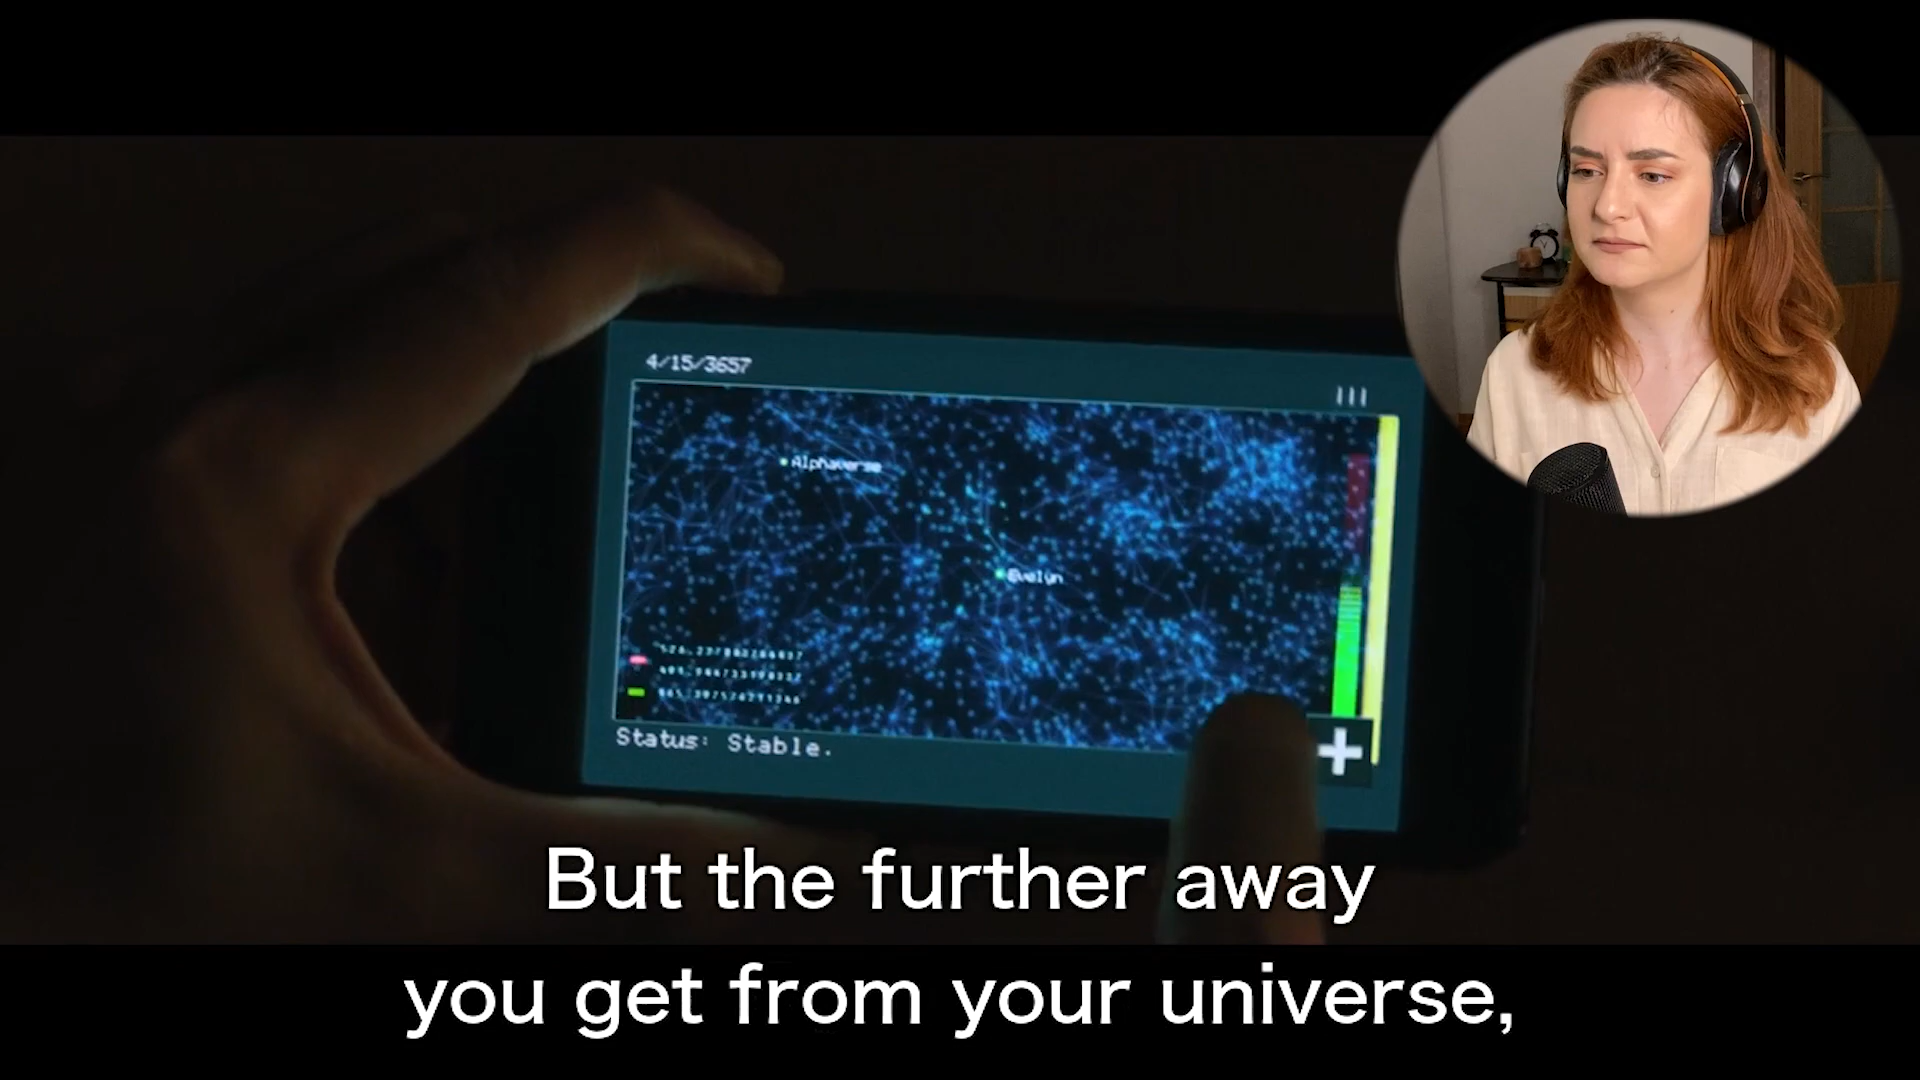 4/15/3657
Alphaverse
Evelyn
Status: Stable.
But the further away
you get from your universe,